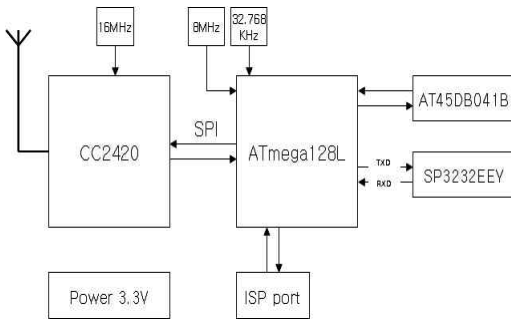 16MHz
8MHz
32.768
KHz
SPI
CC2420
ATmega128L
AT45DB041B
TXD
RXD
SP3232EEY
Power 3.3V
ISP port